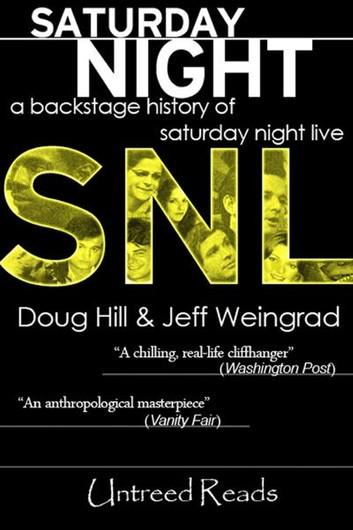 SATURDAY
NIGHT
a backstage history of
saturday night live
SNL
Doug Hill & Jeff Weingrad
“A chilling, real-life cliffhanger”
(Washington Post)
“An anthropological masterpiece”
(Vanity Fair)
Untreed Reads